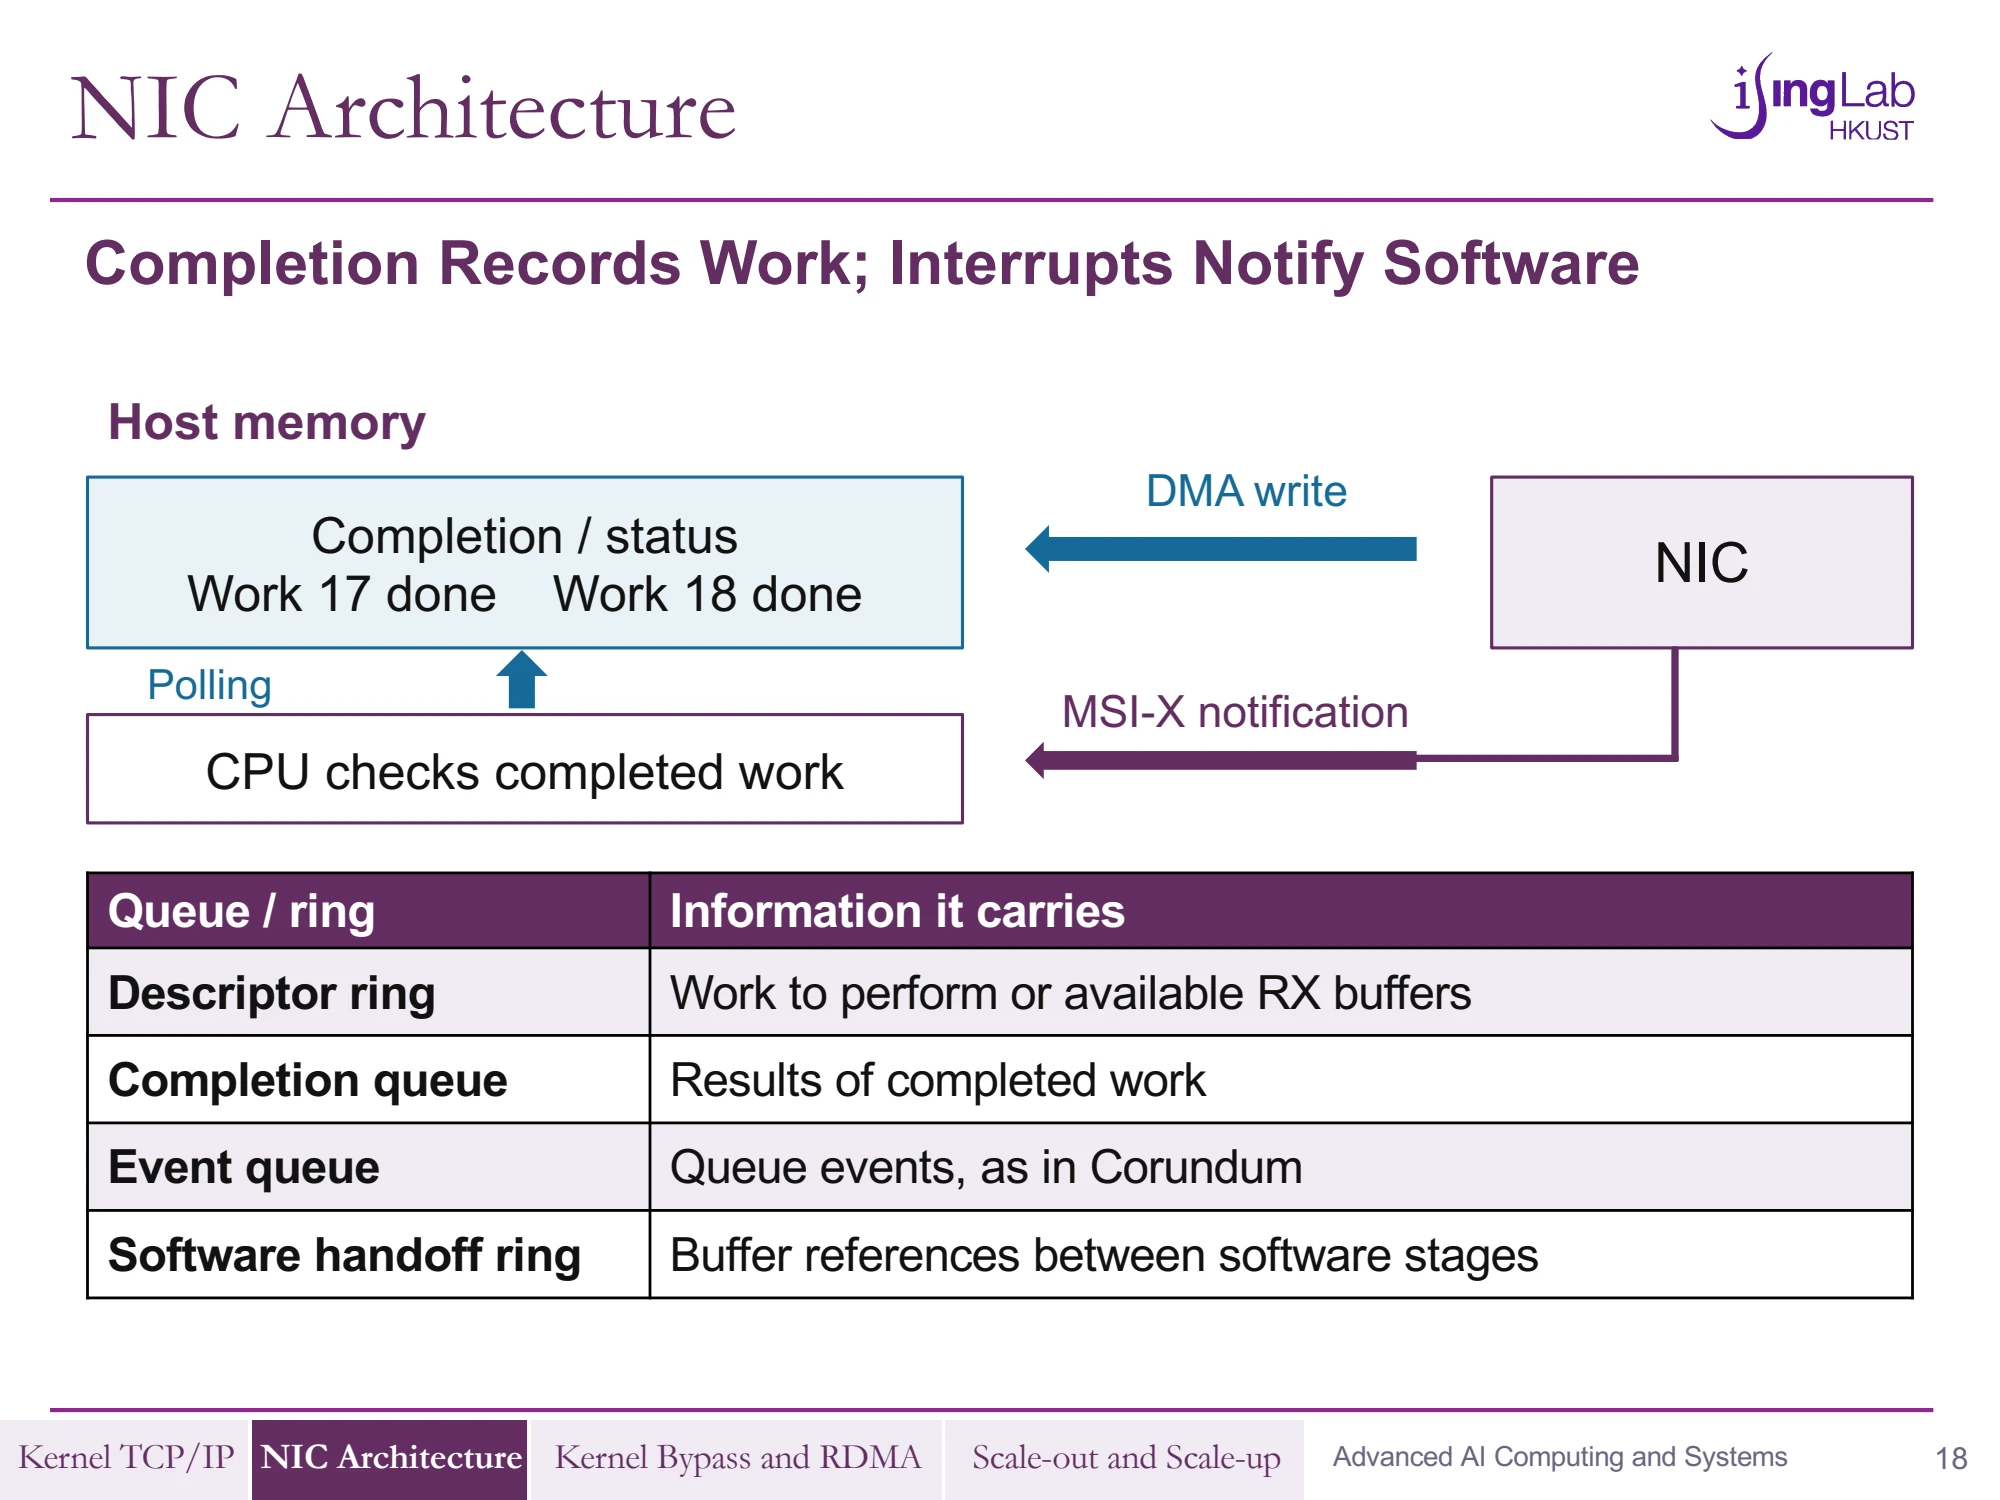 NIC Architecture
iSingLab
HKUST
Completion Records Work; Interrupts Notify Software
Host memory
Completion / status
Work 17 done Work 18 done
DMA write
NIC
Polling
MSI-X notification
CPU checks completed work
Queue / ring Information it carries
Descriptor ring Work to perform or available RX buffers
Completion queue Results of completed work
Event queue Queue events, as in Corundum
Software handoff ring Buffer references between software stages
Kernel TCP/IP NIC Architecture Kernel Bypass and RDMA Scale-out and Scale-up Advanced AI Computing and Systems 18